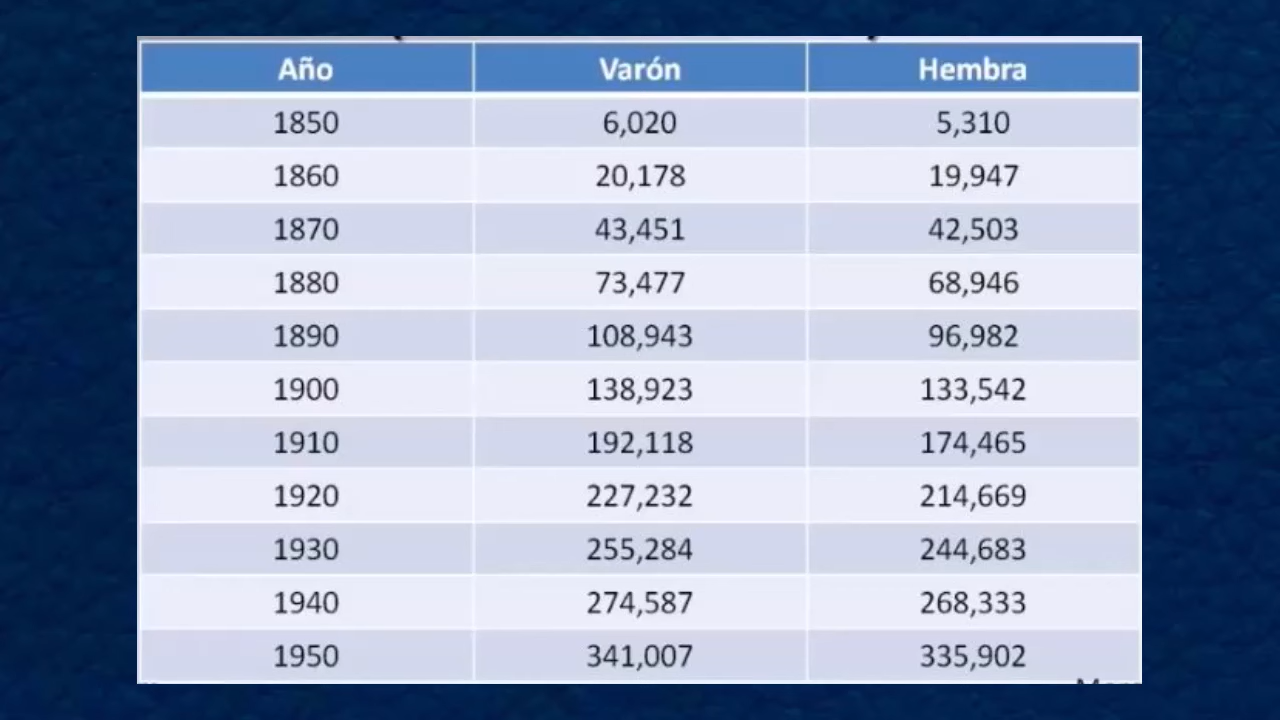 Año Varón Hembra
1850 6,020 5,310
1860 20,178 19,947
1870 43,451 42,503
1880 73,477 68,946
1890 108,943 96,982
1900 138,923 133,542
1910 192,118 174,465
1920 227,232 214,669
1930 255,284 244,683
1940 274,587 268,333
1950 341,007 335,902